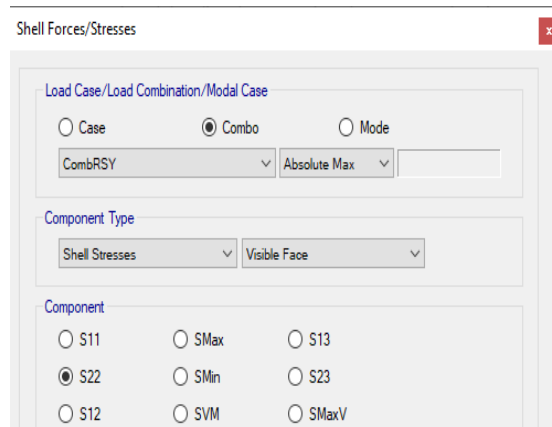 Shell Forces/Stresses
x
Load Case/Load Combination/Modal Case
Case Combo Mode
CombRSY Absolute Max
Component Type
Shell Stresses Visible Face
Component
S11 SMax S13
S22 SMin S23
S12 SVM SMaxV